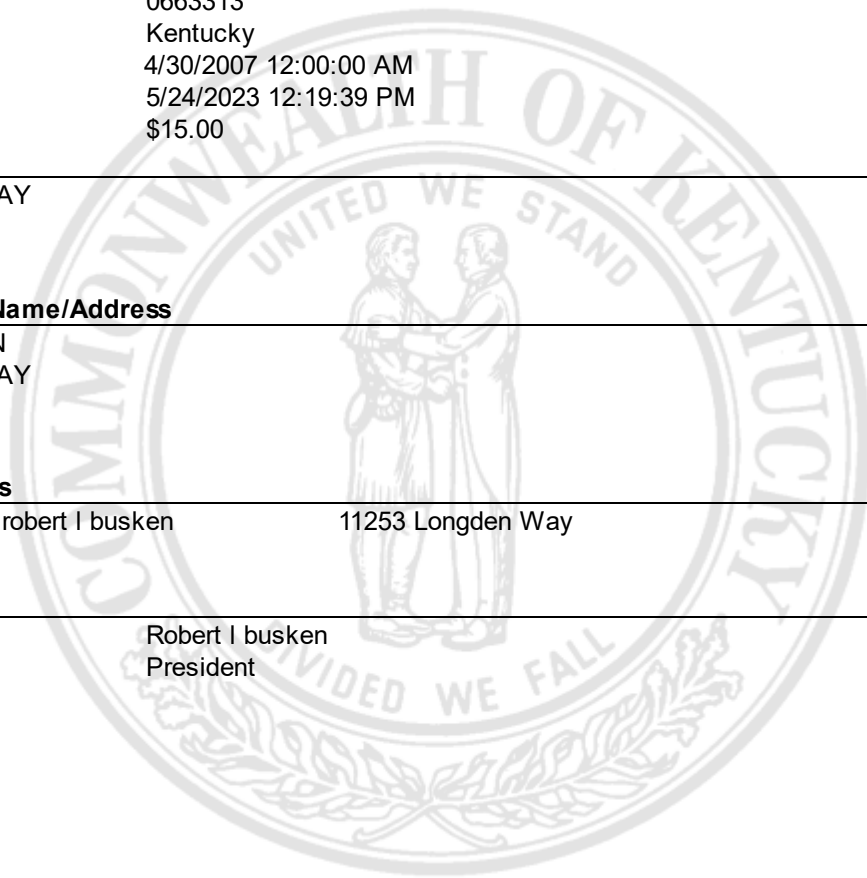 0663313
Kentucky
4/30/2007 12:00:00 AM
5/24/2023 12:19:39 PM
$15.00
AY
Name/Address
N
AY
s
robert l busken 11253 Longden Way
Robert l busken
President
COMMONWEALTH OF KENTUCKY
UNITED WE STAND
DIVIDED WE FALL